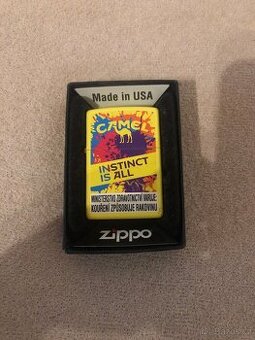 Made in USA
CAMEL
INSTINCT
IS ALL
MINISTERSTVO ZDRAVOTNICTVÍ VARUJE:
KOUŘENÍ ZPŮSOBUJE RAKOVINU
zippo